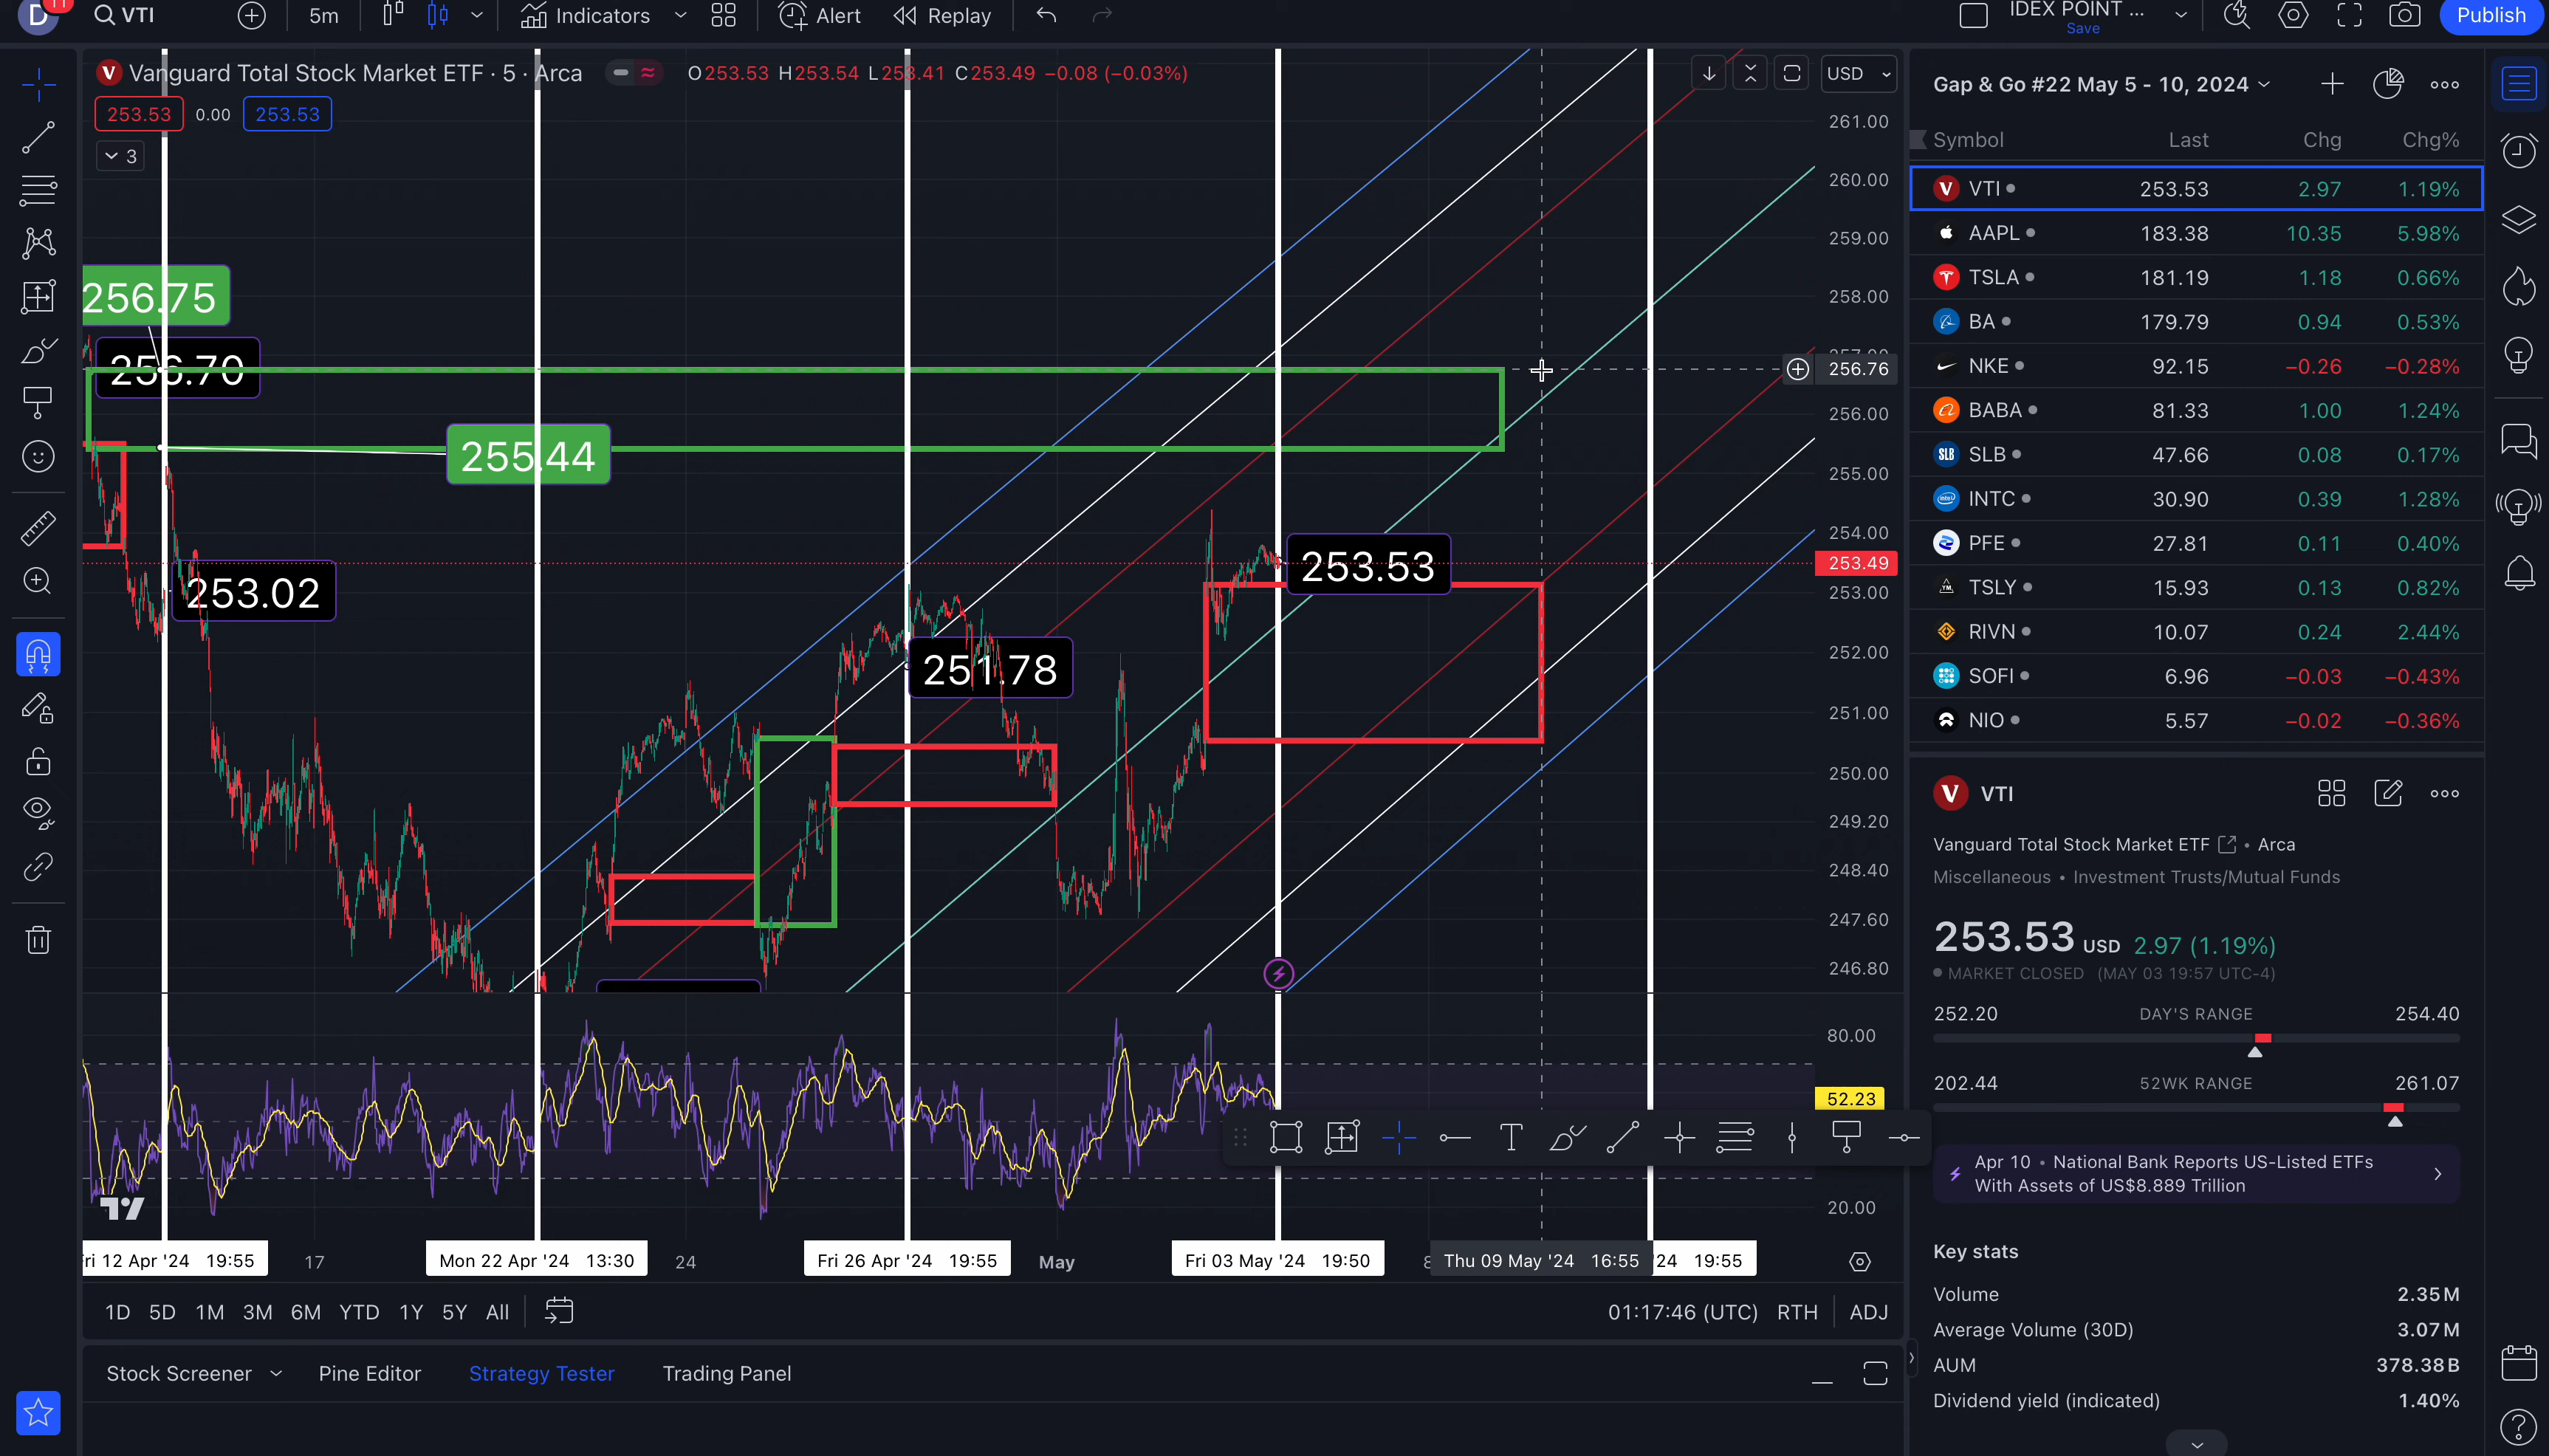 D
11
VTI
5m
Indicators
Alert
Replay
IDEX POINT ...
Save
Publish
Vanguard Total Stock Market ETF · 5 · Arca
O253.53 H253.54 L253.41 C253.49 −0.08 (−0.03%)
253.53
0.00
253.53
3
USD
256.75
256.70
255.44
253.02
253.53
251.78
261.00
260.00
259.00
258.00
257.00
256.76
256.00
255.00
254.00
253.49
253.00
252.00
251.00
250.00
249.20
248.40
247.60
246.80
80.00
52.23
20.00
Fri 12 Apr '24 19:55
17
Mon 22 Apr '24 13:30
24
Fri 26 Apr '24 19:55
May
Fri 03 May '24 19:50
Thu 09 May '24 16:55
'24 19:55
1D 5D 1M 3M 6M YTD 1Y 5Y All
01:17:46 (UTC) RTH ADJ
Stock Screener
Pine Editor
Strategy Tester
Trading Panel
Gap & Go #22 May 5 - 10, 2024
Symbol Last Chg Chg%
VTI 253.53 2.97 1.19%
AAPL 183.38 10.35 5.98%
TSLA 181.19 1.18 0.66%
BA 179.79 0.94 0.53%
NKE 92.15 −0.26 −0.28%
BABA 81.33 1.00 1.24%
SLB 47.66 0.08 0.17%
INTC 30.90 0.39 1.28%
PFE 27.81 0.11 0.40%
TSLY 15.93 0.13 0.82%
RIVN 10.07 0.24 2.44%
SOFI 6.96 −0.03 −0.43%
NIO 5.57 −0.02 −0.36%
VTI
Vanguard Total Stock Market ETF • Arca
Miscellaneous • Investment Trusts/Mutual Funds
253.53 USD 2.97 (1.19%)
MARKET CLOSED (MAY 03 19:57 UTC-4)
252.20 DAY'S RANGE 254.40
202.44 52WK RANGE 261.07
Apr 10 • National Bank Reports US-Listed ETFs
With Assets of US$8.889 Trillion
Key stats
Volume 2.35M
Average Volume (30D) 3.07M
AUM 378.38B
Dividend yield (indicated) 1.40%